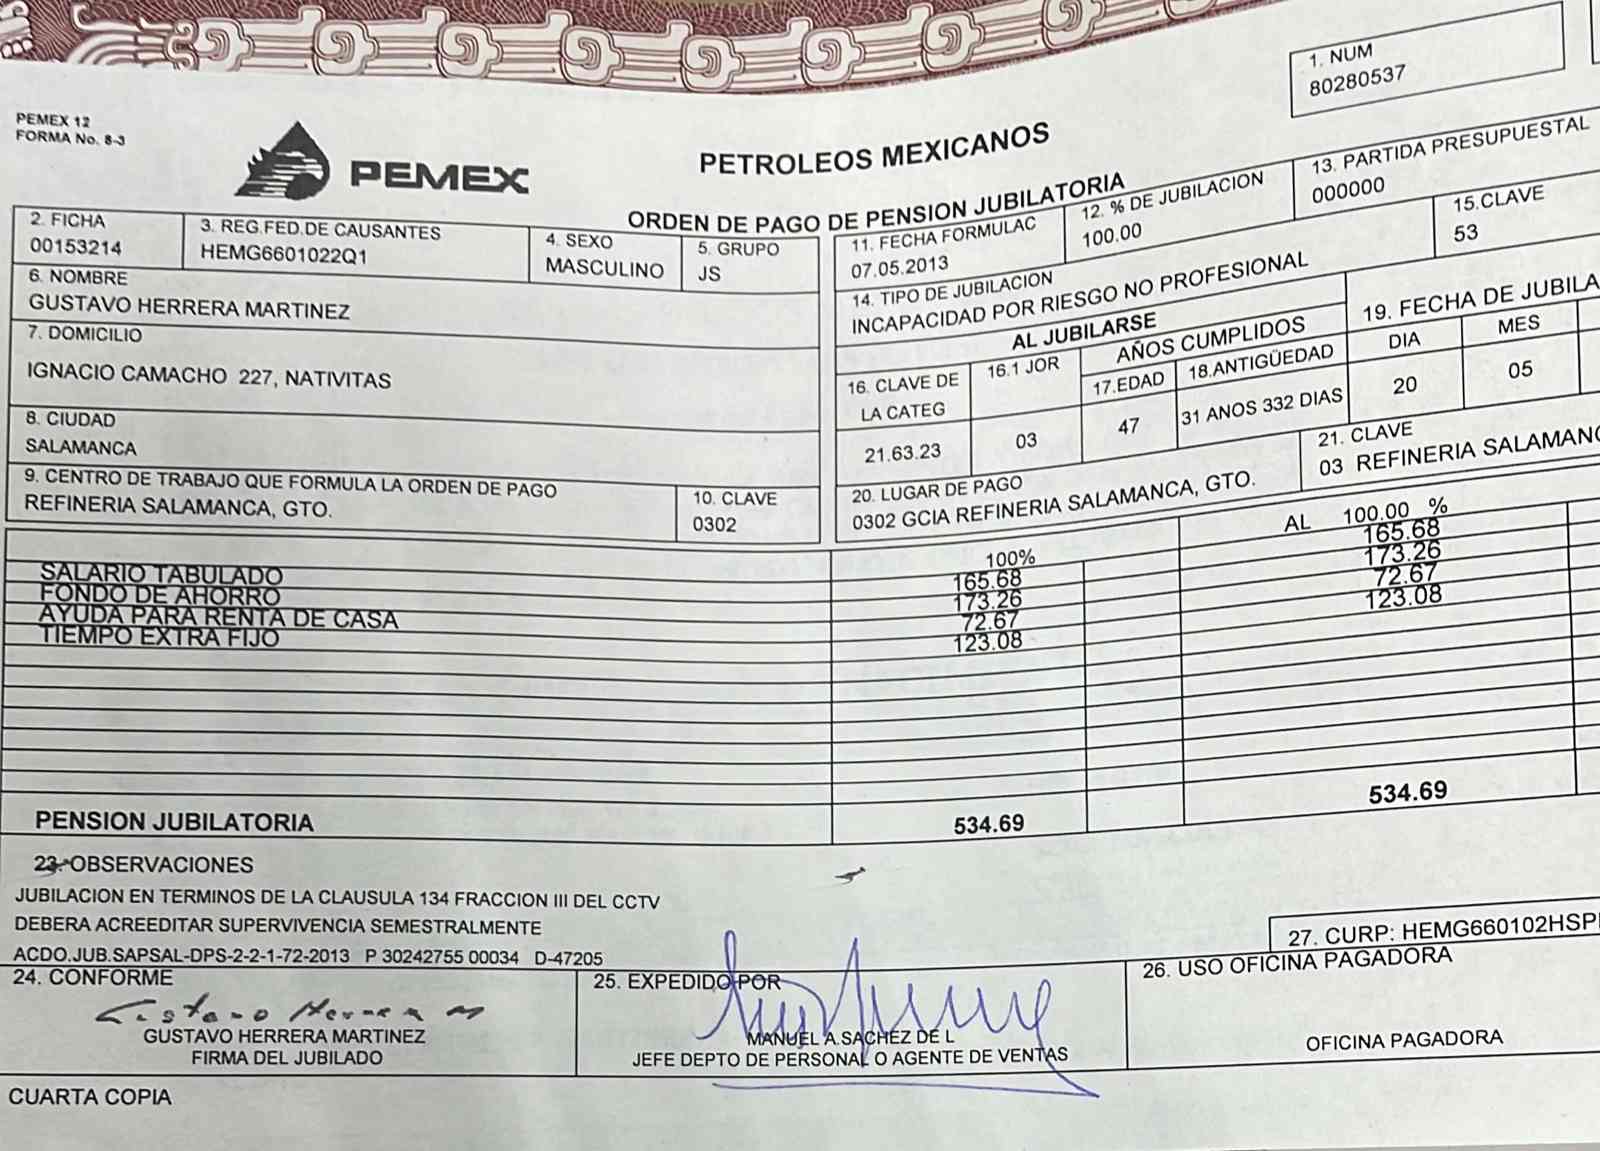 1. NUM
80280537
PEMEX 12
FORMA No. 8-3
PEMEX
PETROLEOS MEXICANOS
ORDEN DE PAGO DE PENSION JUBILATORIA
2. FICHA
00153214
3. REG.FED.DE CAUSANTES
HEMG6601022Q1
4. SEXO
MASCULINO
5. GRUPO
JS
6. NOMBRE
GUSTAVO HERRERA MARTINEZ
7. DOMICILIO
IGNACIO CAMACHO 227, NATIVITAS
8. CIUDAD
SALAMANCA
9. CENTRO DE TRABAJO QUE FORMULA LA ORDEN DE PAGO
REFINERIA SALAMANCA, GTO.
10. CLAVE
0302
11. FECHA FORMULAC
07.05.2013
12. % DE JUBILACION
100.00
13. PARTIDA PRESUPUESTAL
000000
14. TIPO DE JUBILACION
INCAPACIDAD POR RIESGO NO PROFESIONAL
15.CLAVE
53
AL JUBILARSE
16. CLAVE DE
LA CATEG
21.63.23
16.1 JOR
03
AÑOS CUMPLIDOS
17.EDAD
47
18.ANTIGÜEDAD
31 ANOS 332 DIAS
19. FECHA DE JUBILA
DIA
20
MES
05
20. LUGAR DE PAGO
0302 GCIA REFINERIA SALAMANCA, GTO.
21. CLAVE
03 REFINERIA SALAMANC
100%
AL 100.00 %
SALARIO TABULADO 165.68 165.68
FONDO DE AHORRO 173.26 173.26
AYUDA PARA RENTA DE CASA 72.67 72.67
TIEMPO EXTRA FIJO 123.08 123.08
PENSION JUBILATORIA 534.69 534.69
23. OBSERVACIONES
JUBILACION EN TERMINOS DE LA CLAUSULA 134 FRACCION III DEL CCTV
DEBERA ACREEDITAR SUPERVIVENCIA SEMESTRALMENTE
ACDO.JUB.SAPSAL-DPS-2-2-1-72-2013 P 30242755 00034 D-47205
27. CURP: HEMG660102HSP
24. CONFORME
Gustavo Herrera M
GUSTAVO HERRERA MARTINEZ
FIRMA DEL JUBILADO
25. EXPEDIDO POR
MANUEL A.SACHEZ DE L
JEFE DEPTO DE PERSONAL O AGENTE DE VENTAS
26. USO OFICINA PAGADORA
OFICINA PAGADORA
CUARTA COPIA